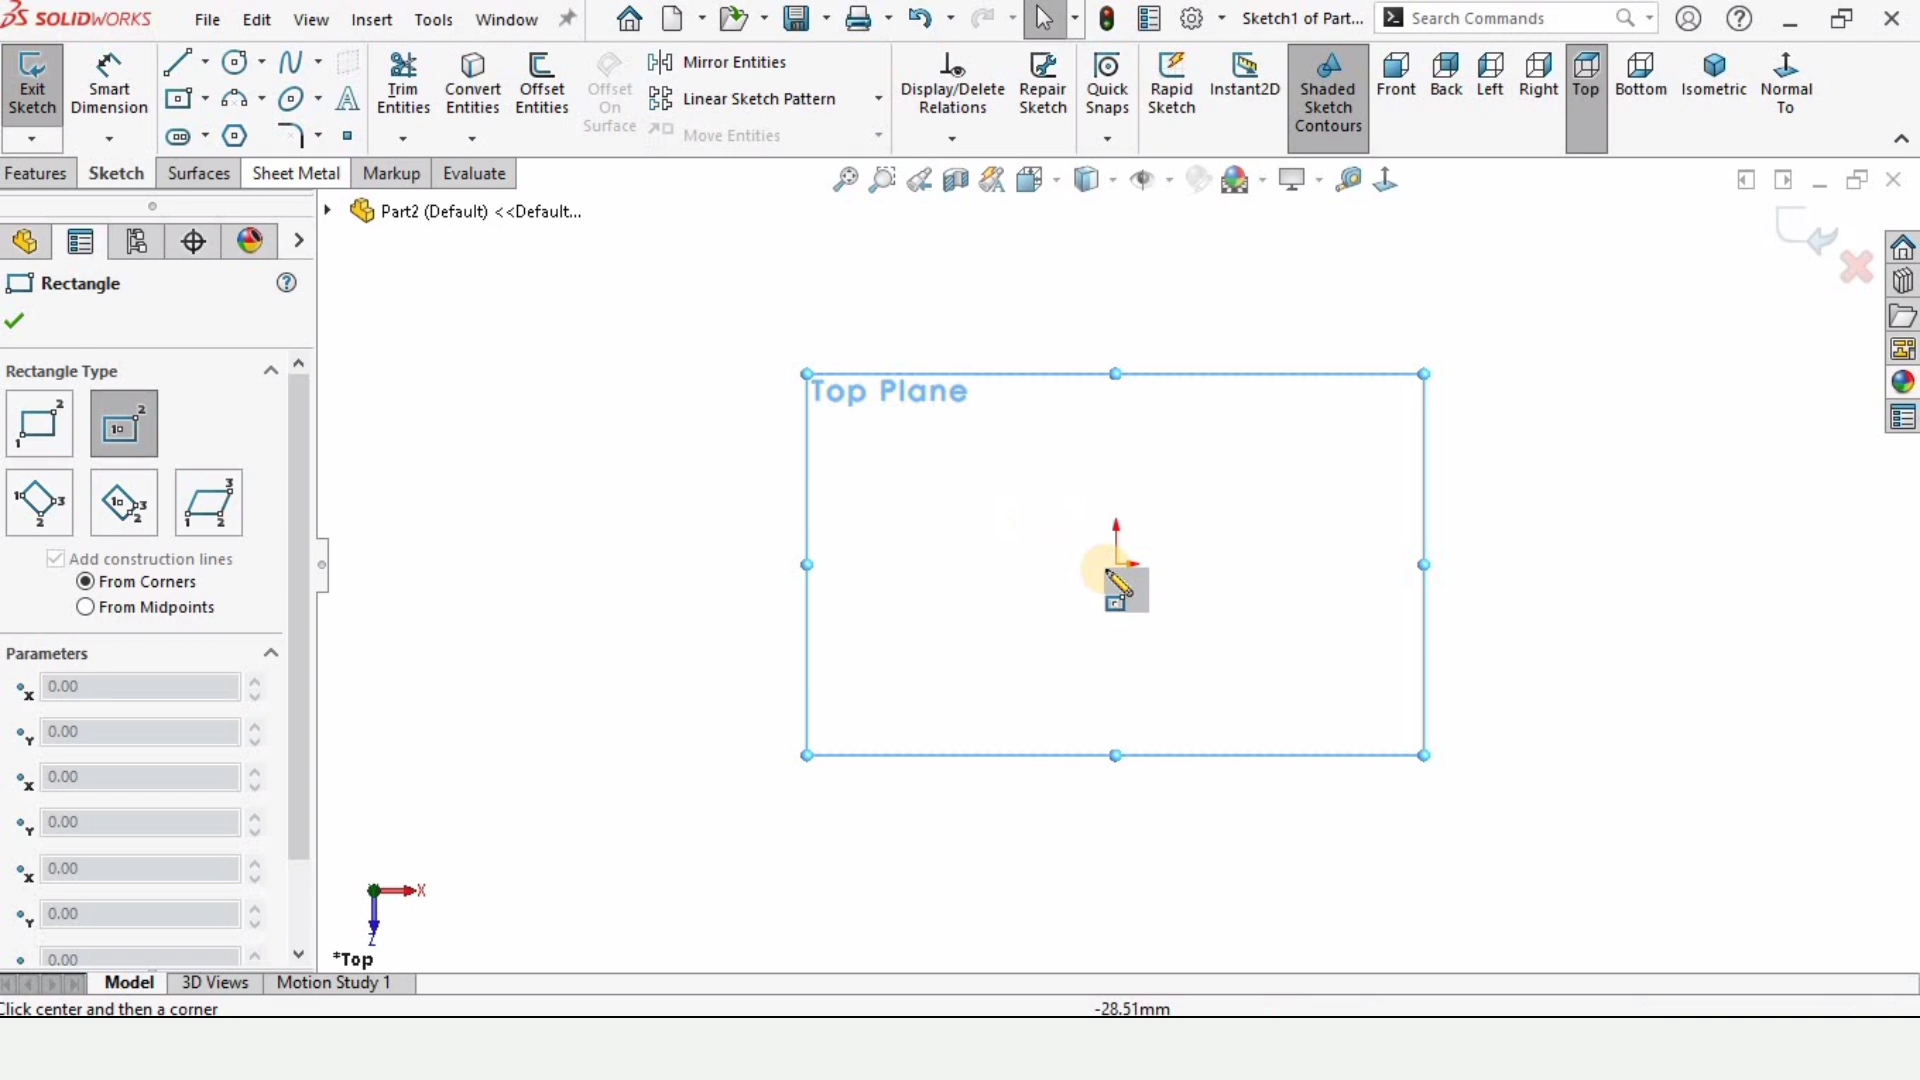 SOLIDWORKS File Edit View Insert Tools Window Sketch1 of Part... Search Commands
Exit Sketch
Smart Dimension
Trim Entities
Convert Entities
Offset Entities
Offset On Surface
Mirror Entities
Linear Sketch Pattern
Move Entities
Display/Delete Relations
Repair Sketch
Quick Snaps
Rapid Sketch
Instant2D
Shaded Sketch Contours
Front Back Left Right Top Bottom Isometric
Normal To
Features Sketch Surfaces Sheet Metal Markup Evaluate
Part2 (Default) <<Default...
Rectangle
Rectangle Type
Add construction lines
From Corners
From Midpoints
Parameters
X 0.00
Y 0.00
X 0.00
Y 0.00
X 0.00
Y 0.00
0.00
Top Plane
X
Z
*Top
Model 3D Views Motion Study 1
Click center and then a corner -28.51mm